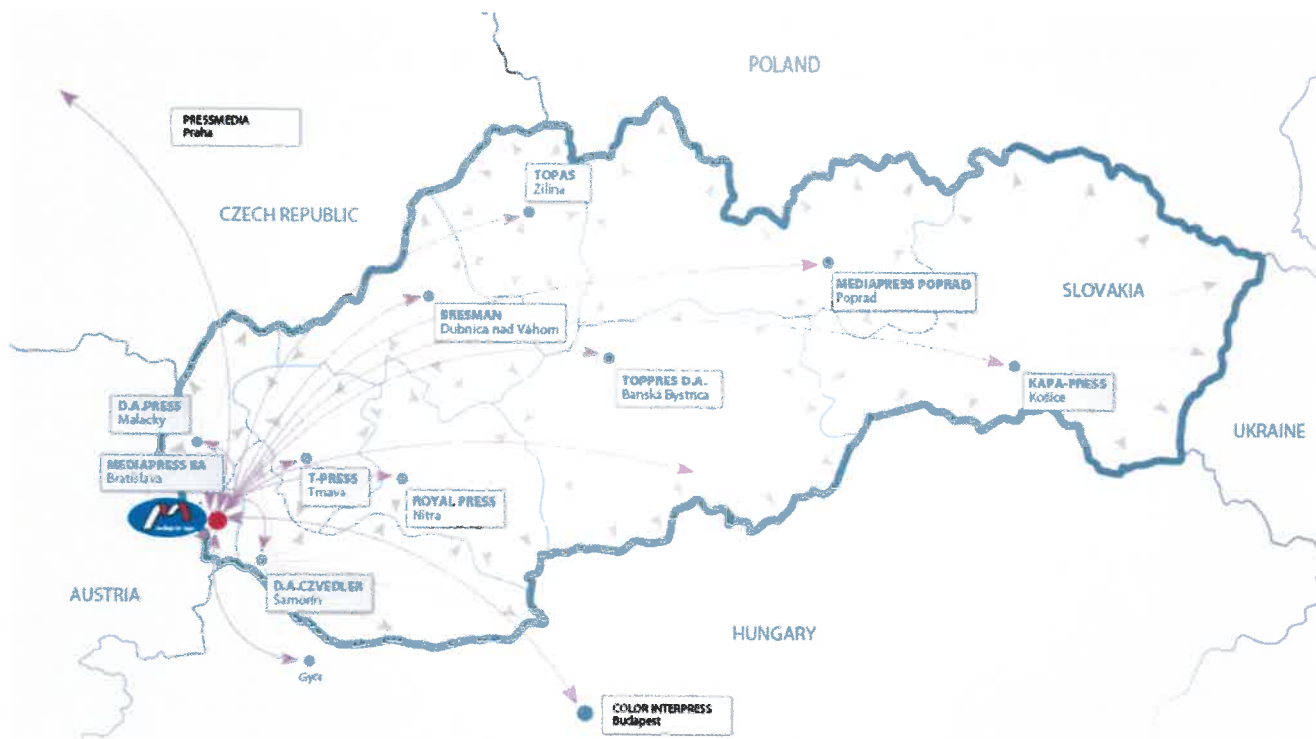 POLAND
PRESSMEDIA
Praha
TOPAS
Žilina
CZECH REPUBLIC
MEDIAPRESS POPRAD
Poprad
SLOVAKIA
BRESMAN
Dubnica nad Váhom
TOPPRES D.A.
Banská Bystrica
KAPA-PRESS
Košice
D.A.PRESS
Malacky
UKRAINE
MEDIAPRESS BA
Bratislava
T-PRESS
Trnava
ROYAL PRESS
Nitra
D.A.CZVEDLER
Šamorín
AUSTRIA
HUNGARY
COLOR INTERPRESS
Budapest